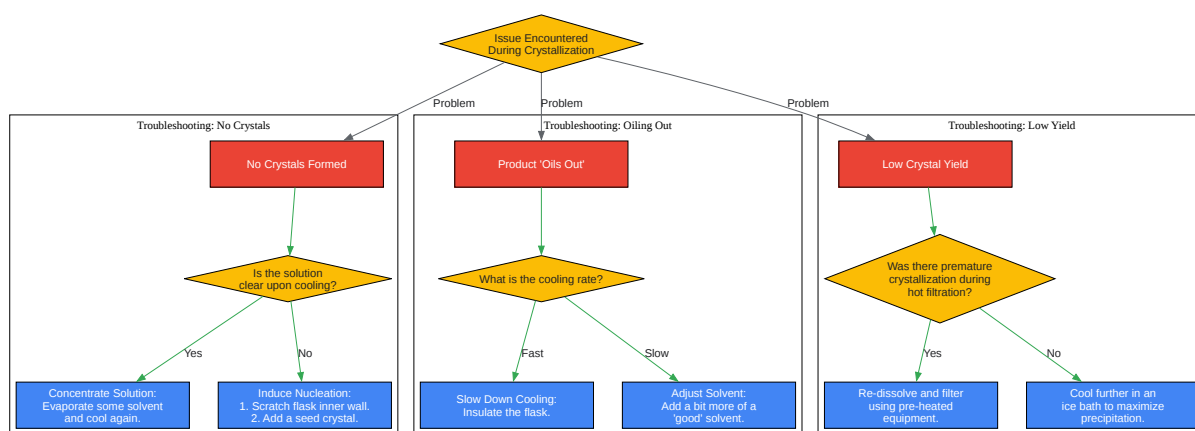 Issue Encountered
During Crystallization
Problem
Problem
Problem
Troubleshooting: No Crystals
Troubleshooting: Oiling Out
Troubleshooting: Low Yield
No Crystals Formed
Product 'Oils Out'
Low Crystal Yield
Is the solution
clear upon cooling?
What is the cooling rate?
Was there premature
crystallization during
hot filtration?
Yes
No
Fast
Slow
Yes
No
Concentrate Solution:
Evaporate some solvent
and cool again.
Induce Nucleation:
1. Scratch flask inner wall.
2. Add a seed crystal.
Slow Down Cooling:
Insulate the flask.
Adjust Solvent:
Add a bit more of a
'good' solvent.
Re-dissolve and filter
using pre-heated
equipment.
Cool further in an
ice bath to maximize
precipitation.